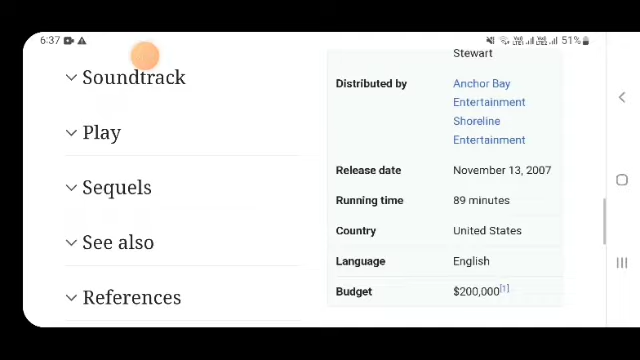 6:37
51%
Soundtrack
Play
Sequels
See also
References
Stewart
Distributed by Anchor Bay
Entertainment
Shoreline
Entertainment
Release date November 13, 2007
Running time 89 minutes
Country United States
Language English
Budget $200,000[1]